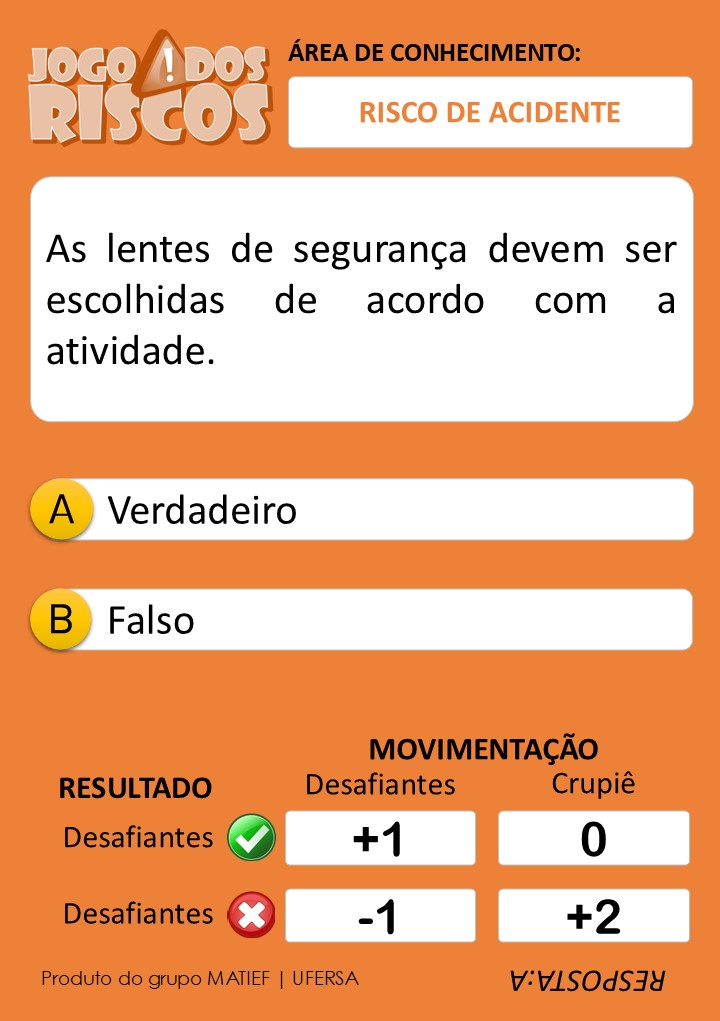 JOGO DOS
RISCOS
ÁREA DE CONHECIMENTO:
RISCO DE ACIDENTE
As lentes de segurança devem ser
escolhidas de acordo com a
atividade.
A Verdadeiro
B Falso
MOVIMENTAÇÃO
RESULTADO Desafiantes Crupiê
Desafiantes +1 0
Desafiantes -1 +2
Produto do grupo MATIEF | UFERSA
RESPOSTA:A